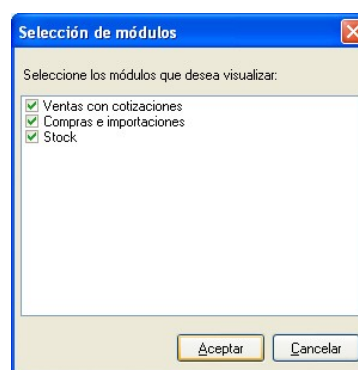 Selección de módulos
Seleccione los módulos que desea visualizar:
Ventas con cotizaciones
Compras e importaciones
Stock
Aceptar
Cancelar